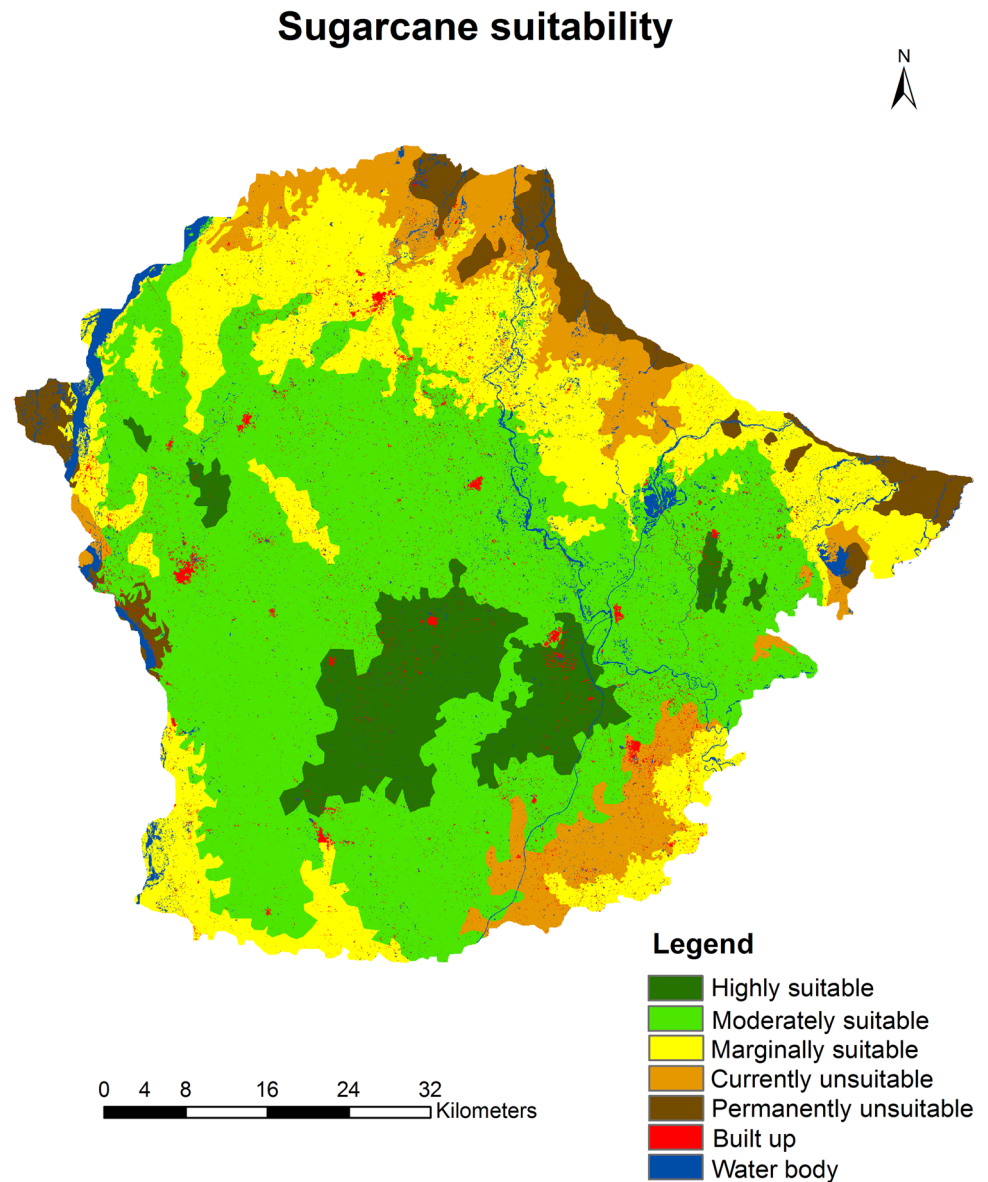 Sugarcane suitability
N
Legend
Highly suitable
Moderately suitable
Marginally suitable
Currently unsuitable
Permanently unsuitable
Built up
Water body
0 4 8 16 24 32
Kilometers